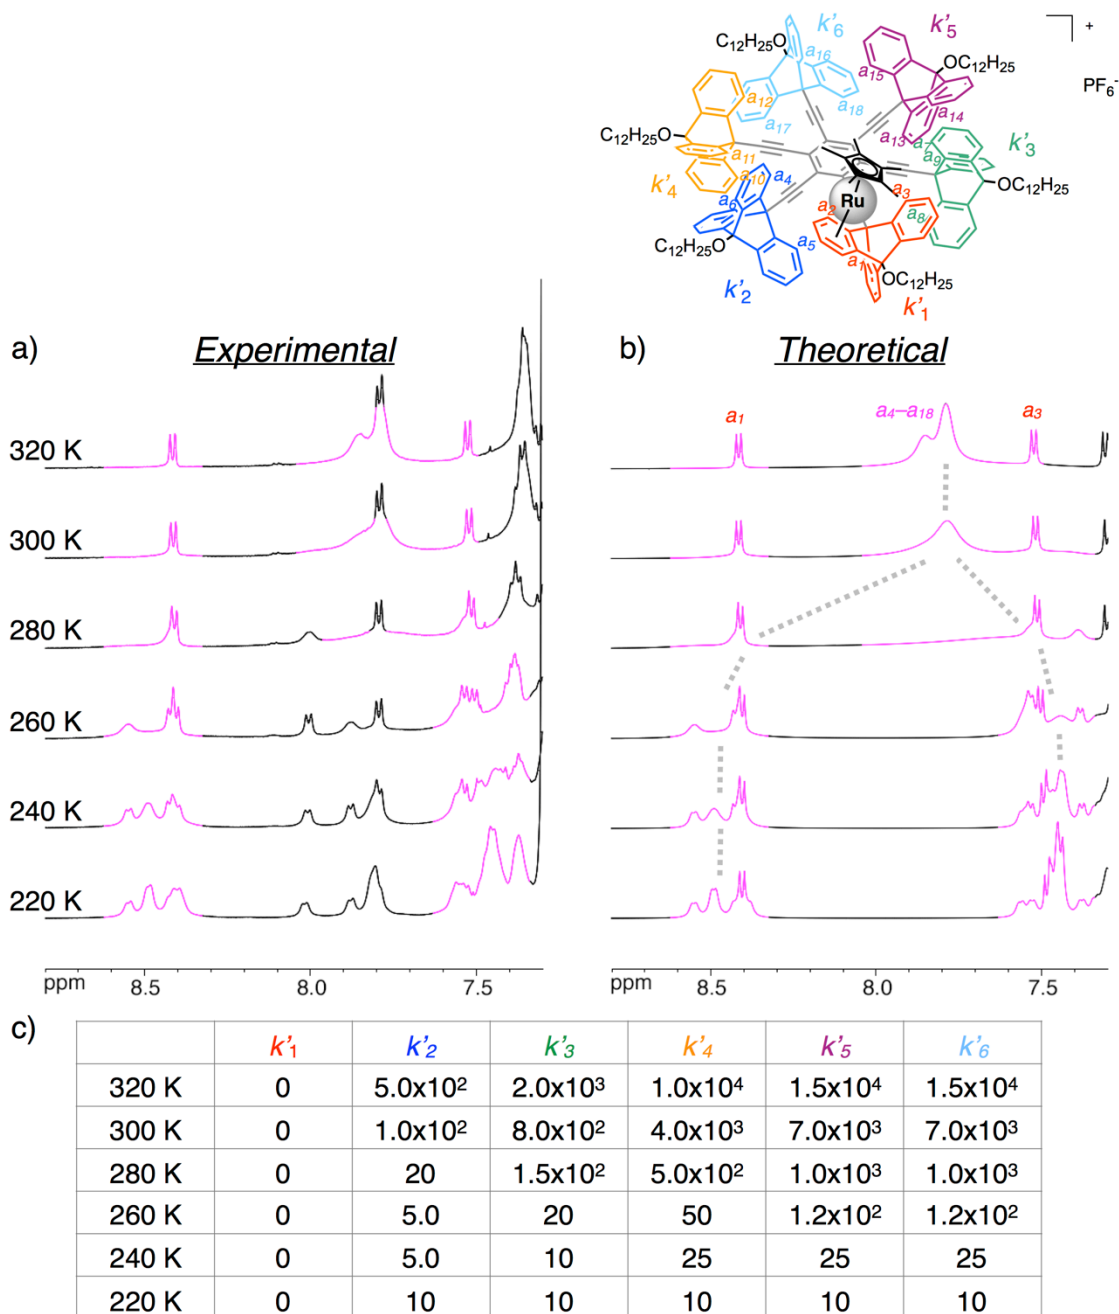 k'6
k'5
+
C12H25O
a16
a15
OC12H25
PF6-
k'4
a12
a18
a14
a17
a13
a7
k'3
C12H25O
a11
a9
a10
a4
a3
OC12H25
a6
Ru
a2
a8
C12H25O
a5
a1
OC12H25
k'2
k'1
a)
Experimental
b)
Theoretical
320 K
a1
a4–a18
a3
300 K
280 K
260 K
240 K
220 K
ppm 8.5 8.0 7.5
ppm 8.5 8.0 7.5
c)
k'1 k'2 k'3 k'4 k'5 k'6
320 K 0 5.0x10² 2.0x10³ 1.0x10⁴ 1.5x10⁴ 1.5x10⁴
300 K 0 1.0x10² 8.0x10² 4.0x10³ 7.0x10³ 7.0x10³
280 K 0 20 1.5x10² 5.0x10² 1.0x10³ 1.0x10³
260 K 0 5.0 20 50 1.2x10² 1.2x10²
240 K 0 5.0 10 25 25 25
220 K 0 10 10 10 10 10